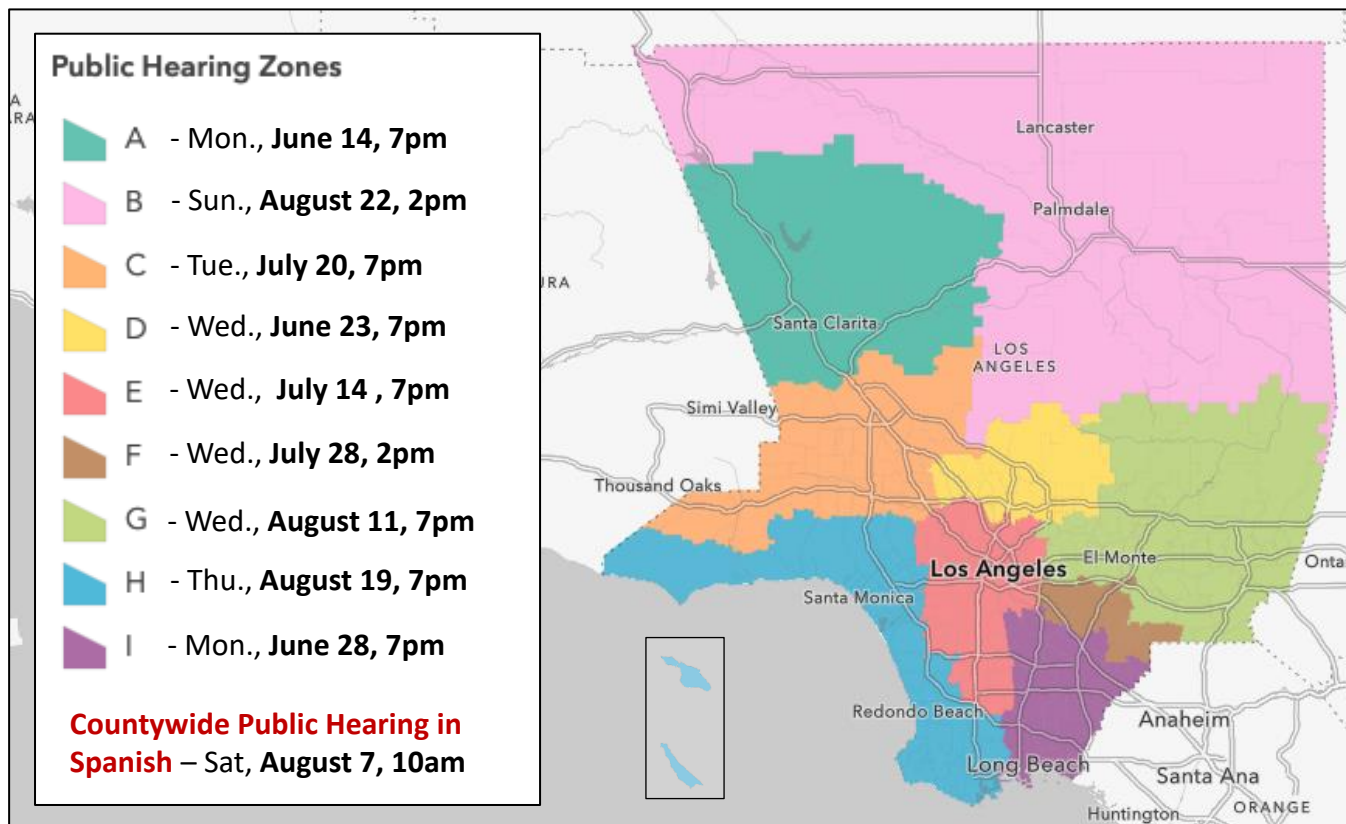 Public Hearing Zones
A - Mon., June 14, 7pm
B - Sun., August 22, 2pm
C - Tue., July 20, 7pm
D - Wed., June 23, 7pm
E - Wed., July 14 , 7pm
F - Wed., July 28, 2pm
G - Wed., August 11, 7pm
H - Thu., August 19, 7pm
I - Mon., June 28, 7pm
Countywide Public Hearing in
Spanish – Sat, August 7, 10am
A
RA
URA
Lancaster
Palmdale
Santa Clarita
LOS
ANGELES
Simi Valley
Thousand Oaks
El Monte
Los Angeles
Onta
Santa Monica
Redondo Beach
Anaheim
Long Beach
Santa Ana
ORANGE
Huntington